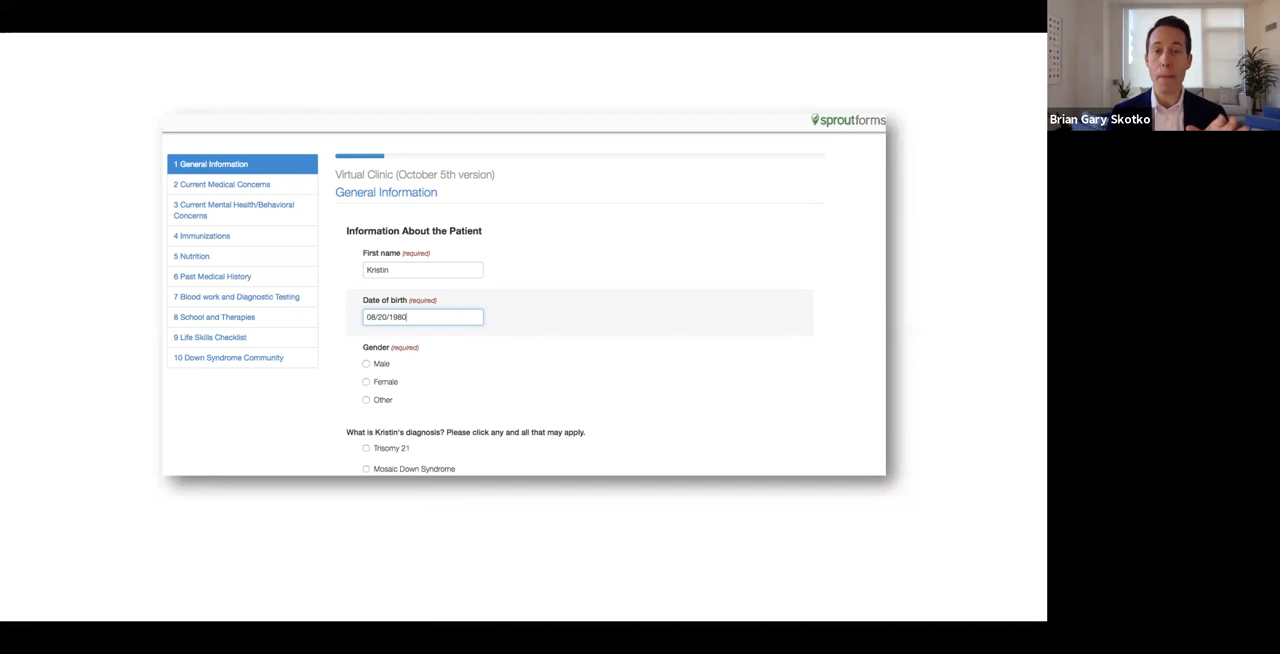 sproutforms
Brian Gary Skotko
1 General Information
2 Current Medical Concerns
3 Current Mental Health/Behavioral
Concerns
4 Immunizations
5 Nutrition
6 Past Medical History
7 Blood work and Diagnostic Testing
8 School and Therapies
9 Life Skills Checklist
10 Down Syndrome Community
Virtual Clinic (October 5th version)
General Information
Information About the Patient
First name (required)
Kristin
Date of birth (required)
08/20/1980
Gender (required)
Male
Female
Other
What is Kristin's diagnosis? Please click any and all that may apply.
Trisomy 21
Mosaic Down Syndrome